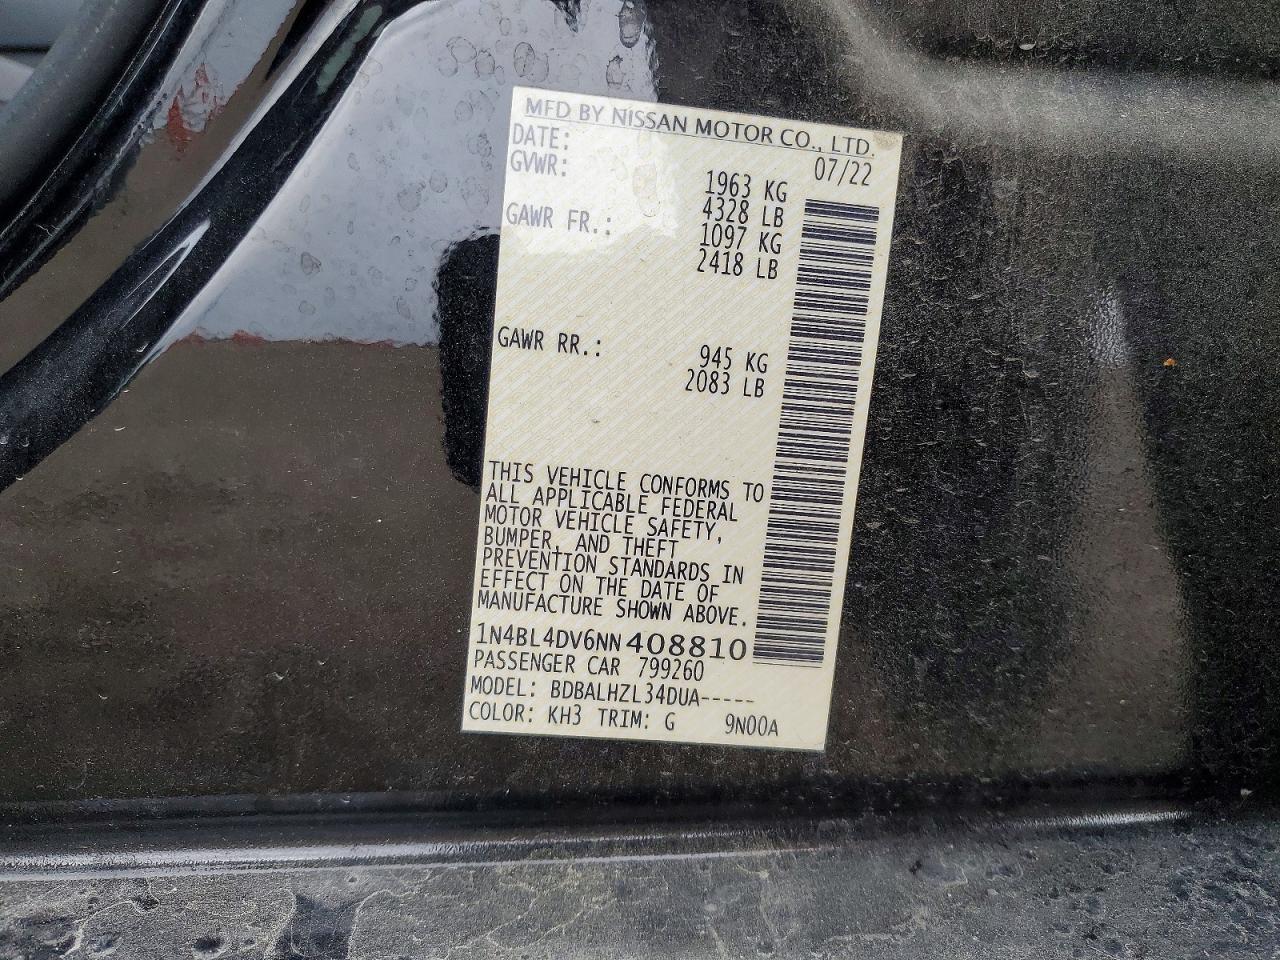 MFD BY NISSAN MOTOR CO., LTD.
DATE: 07/22
GVWR: 1963 KG
4328 LB
GAWR FR.: 1097 KG
2418 LB
GAWR RR.: 945 KG
2083 LB
THIS VEHICLE CONFORMS TO
ALL APPLICABLE FEDERAL
MOTOR VEHICLE SAFETY,
BUMPER, AND THEFT
PREVENTION STANDARDS IN
EFFECT ON THE DATE OF
MANUFACTURE SHOWN ABOVE.
1N4BL4DV6NN408810
PASSENGER CAR 799260
MODEL: BDBALHZL34DUA-----
COLOR: KH3 TRIM: G 9N00A